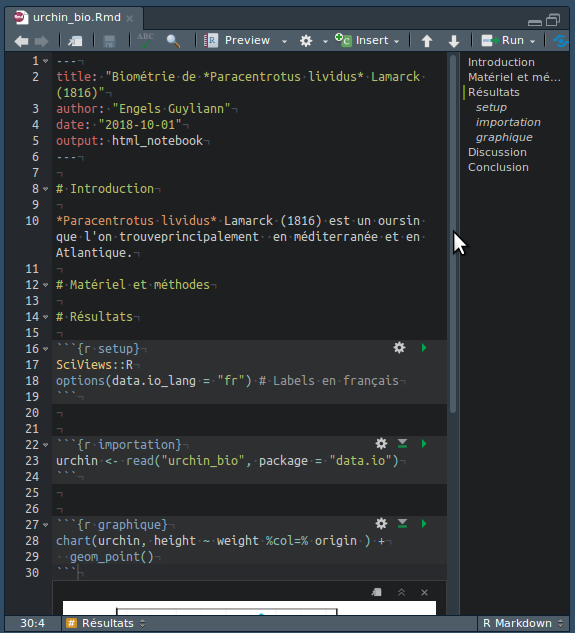 urchin_bio.Rmd
ABC Preview Insert Run
1 ---
2 title: "Biométrie de *Paracentrotus lividus* Lamarck
(1816)"
3 author: "Engels Guyliann"
4 date: "2018-10-01"
5 output: html_notebook
6 ---
7
8 # Introduction
9
10 *Paracentrotus lividus* Lamarck (1816) est un oursin
que l'on trouveprincipalement  en méditerranée et en
Atlantique.
11
12 # Matériel et méthodes
13
14 # Résultats
15
16 ```{r setup}
17 SciViews::R
18 options(data.io_lang = "fr") # Labels en français
19 ```
20
21
22 ```{r importation}
23 urchin <- read("urchin_bio", package = "data.io")
24 ```
25
26
27 ```{r graphique}
28 chart(urchin, height ~ weight %col=% origin ) +
29   geom_point()
30 ```
Introduction
Matériel et mé...
Résultats
setup
importation
graphique
Discussion
Conclusion
30:4 # Résultats R Markdown